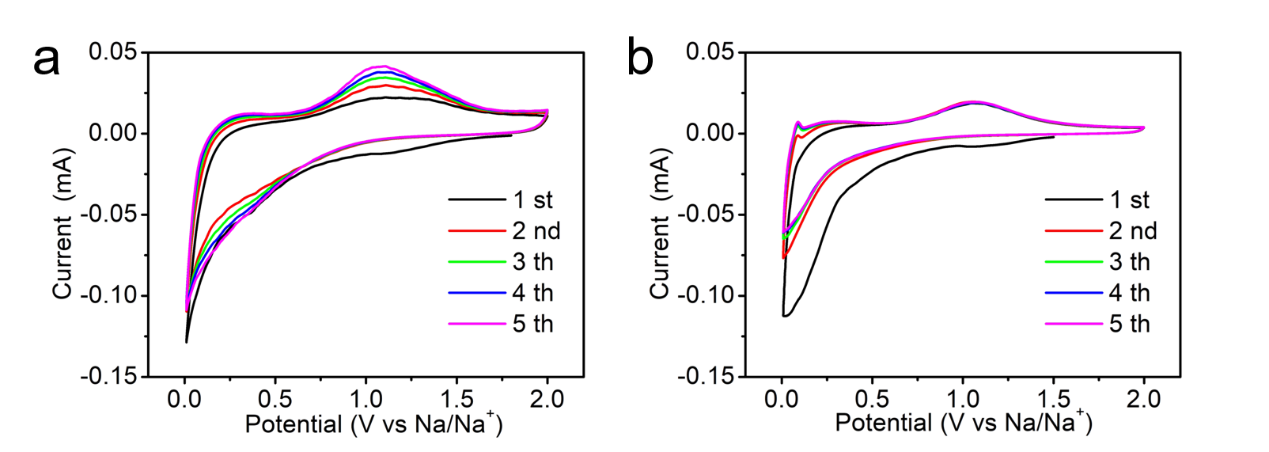 a
0.05
0.00
-0.05
-0.10
-0.15
Current (mA)
1 st
2 nd
3 th
4 th
5 th
0.0 0.5 1.0 1.5 2.0
Potential (V vs Na/Na⁺)
b
0.05
0.00
-0.05
-0.10
-0.15
Current (mA)
1 st
2 nd
3 th
4 th
5 th
0.0 0.5 1.0 1.5 2.0
Potential (V vs Na/Na⁺)